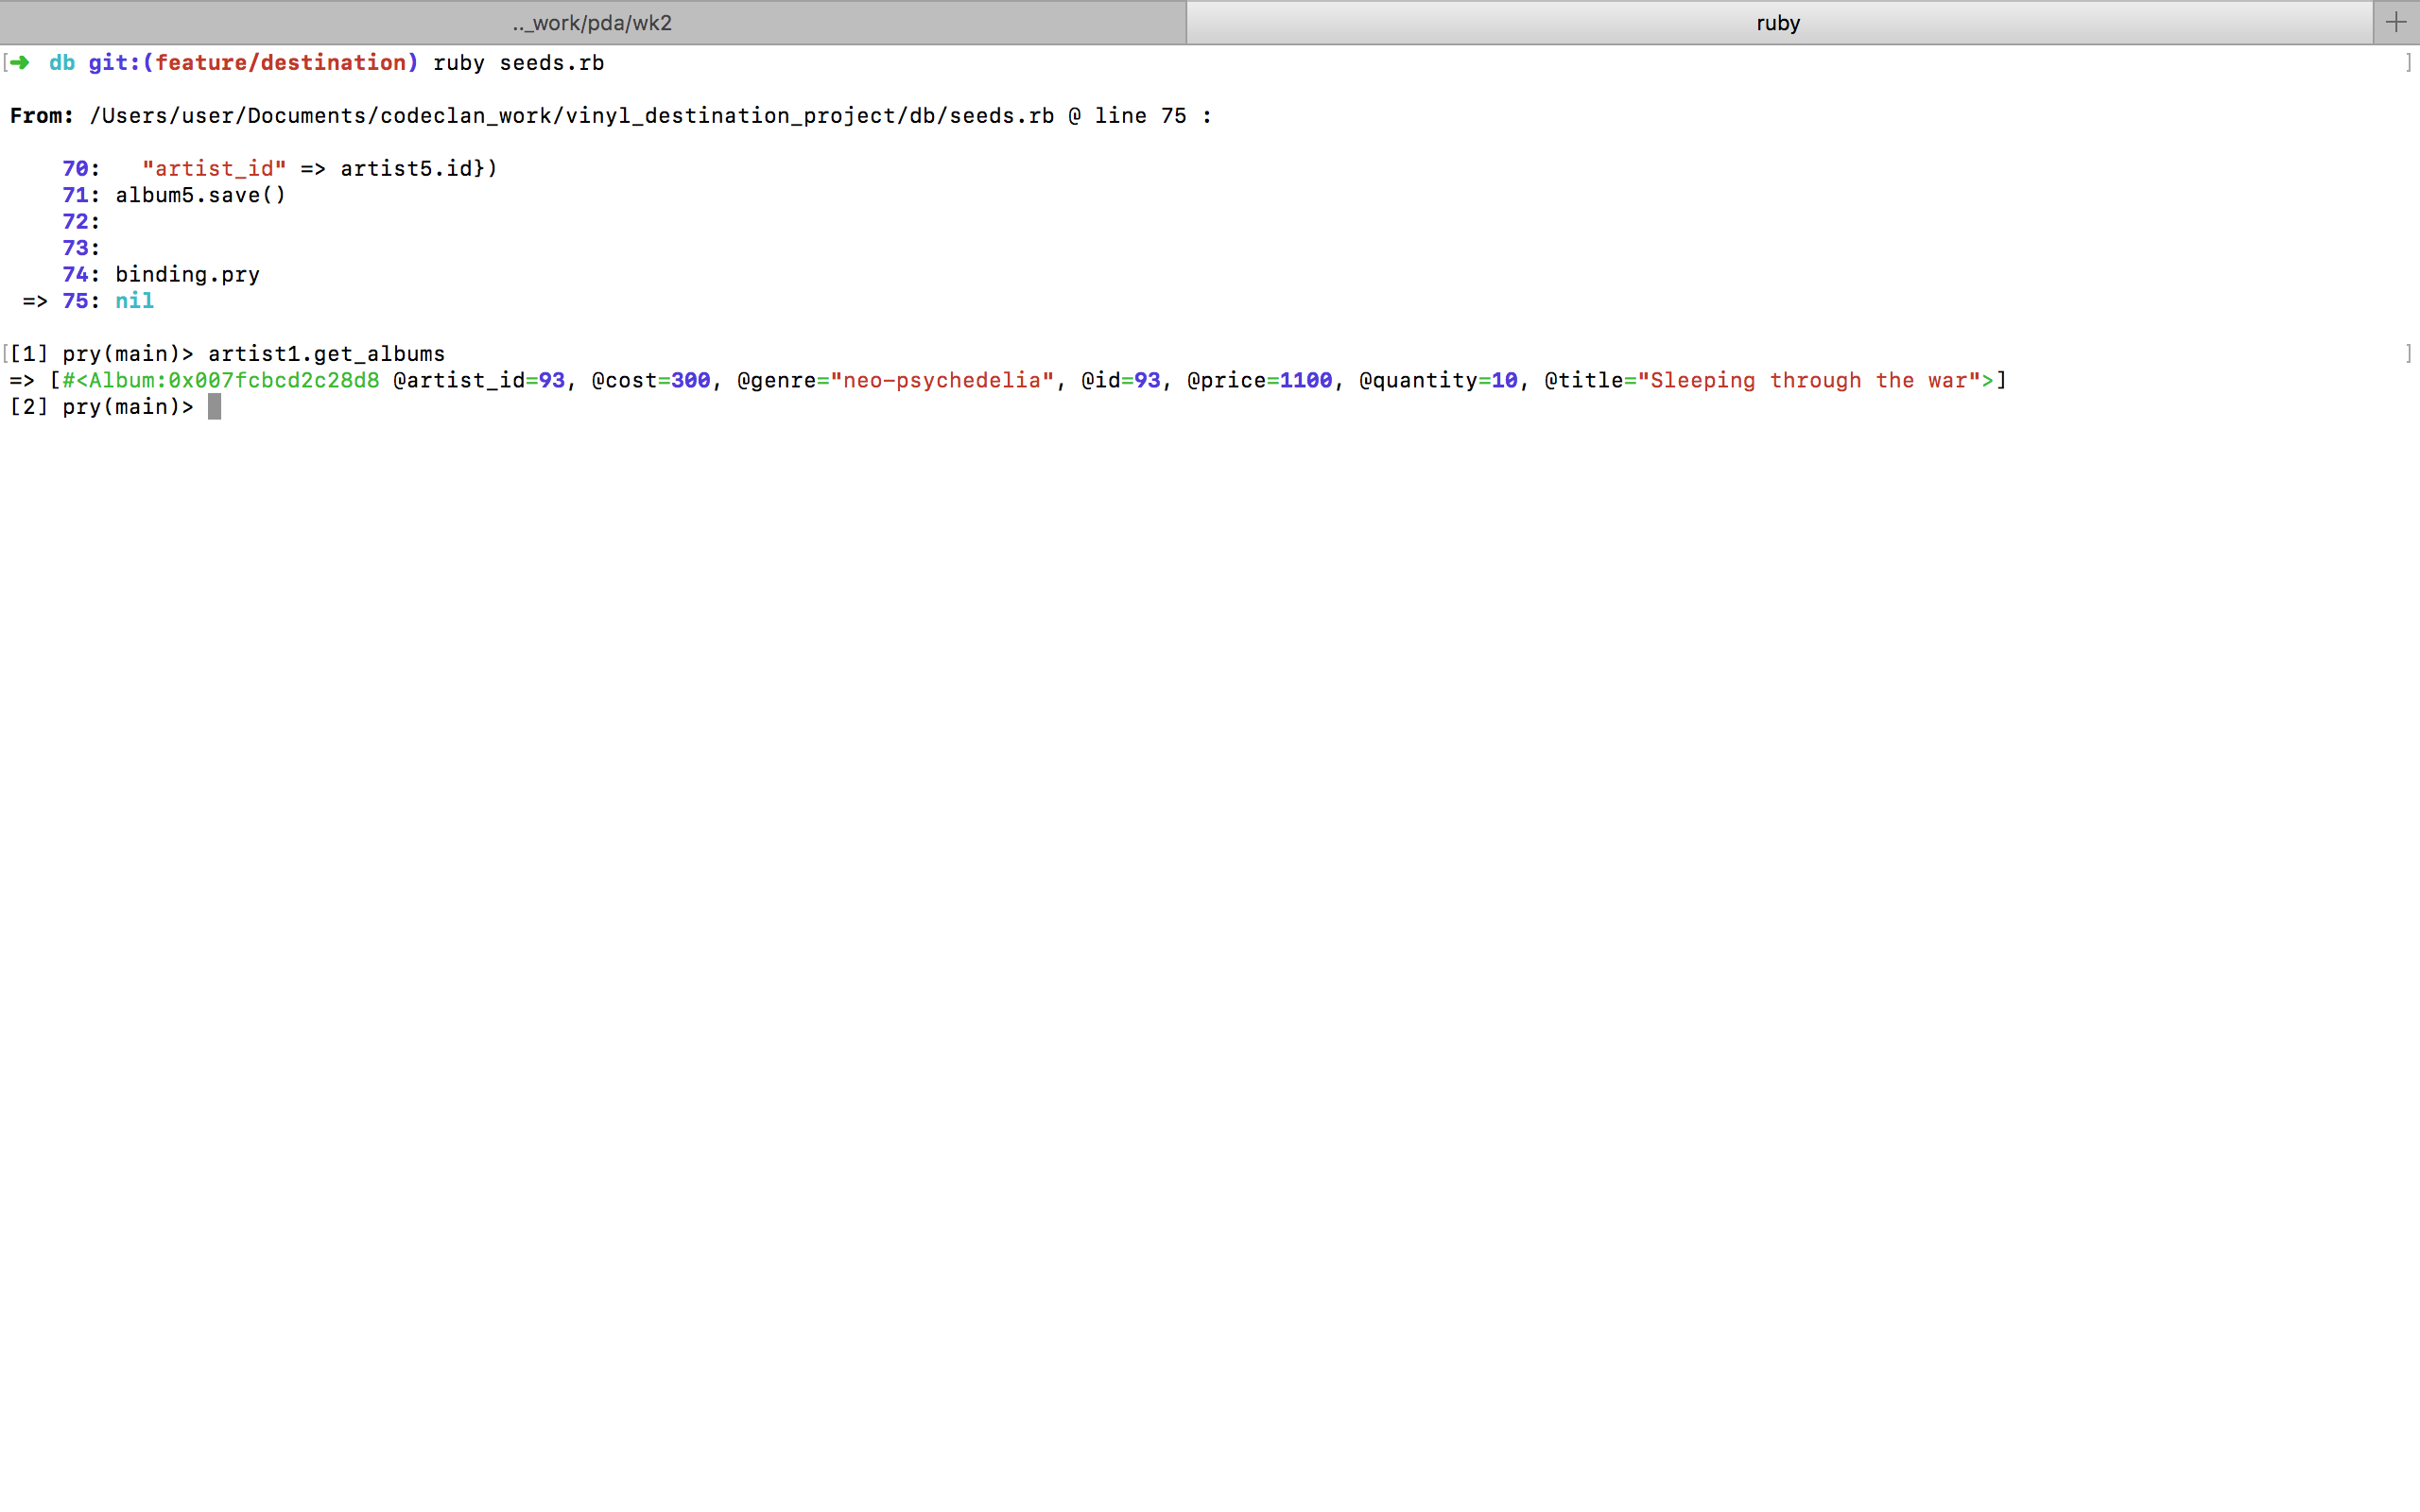 .._work/pda/wk2
ruby
[➜  db git:(feature/destination) ruby seeds.rb ]
From: /Users/user/Documents/codeclan_work/vinyl_destination_project/db/seeds.rb @ line 75 :
    70:   "artist_id" => artist5.id})
    71: album5.save()
    72:
    73:
    74: binding.pry
 => 75: nil
[[1] pry(main)> artist1.get_albums ]
=> [#<Album:0x007fcbcd2c28d8 @artist_id=93, @cost=300, @genre="neo-psychedelia", @id=93, @price=1100, @quantity=10, @title="Sleeping through the war">]
[2] pry(main)>